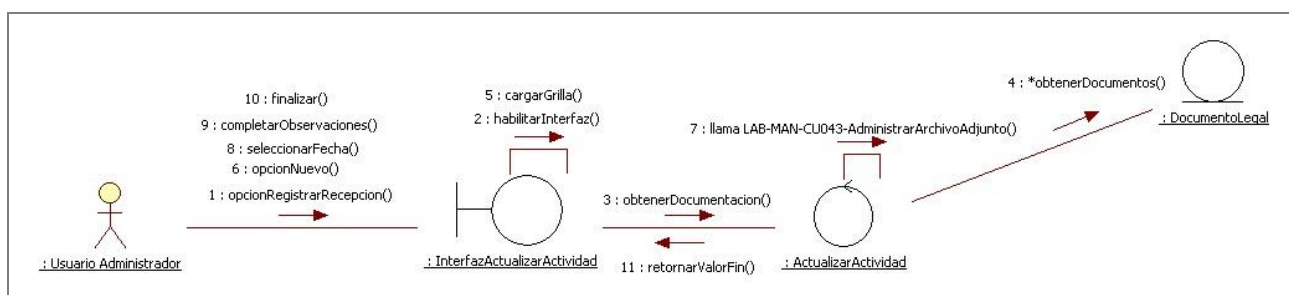 10 : finalizar()
9 : completarObservaciones()
8 : seleccionarFecha()
6 : opcionNuevo()
1 : opcionRegistrarRecepcion()
: Usuario Administrador
5 : cargarGrilla()
2 : habilitarInterfaz()
: InterfazActualizarActividad
3 : obtenerDocumentacion()
11 : retornarValorFin()
7 : llama LAB-MAN-CU043-AdministrarArchivoAdjunto()
: ActualizarActividad
4 : *obtenerDocumentos()
: DocumentoLegal